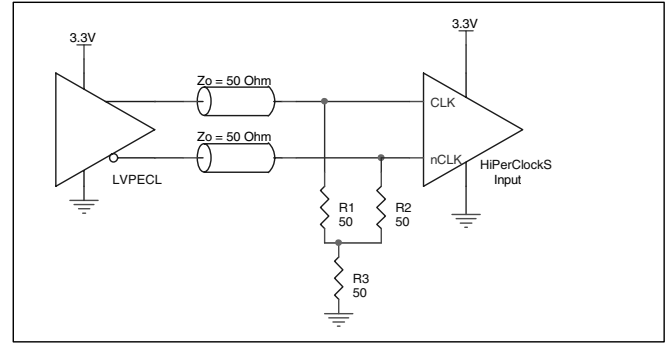 3.3V
3.3V
Zo = 50 Ohm
CLK
Zo = 50 Ohm
nCLK
HiPerClockS
Input
LVPECL
R1
50
R2
50
R3
50